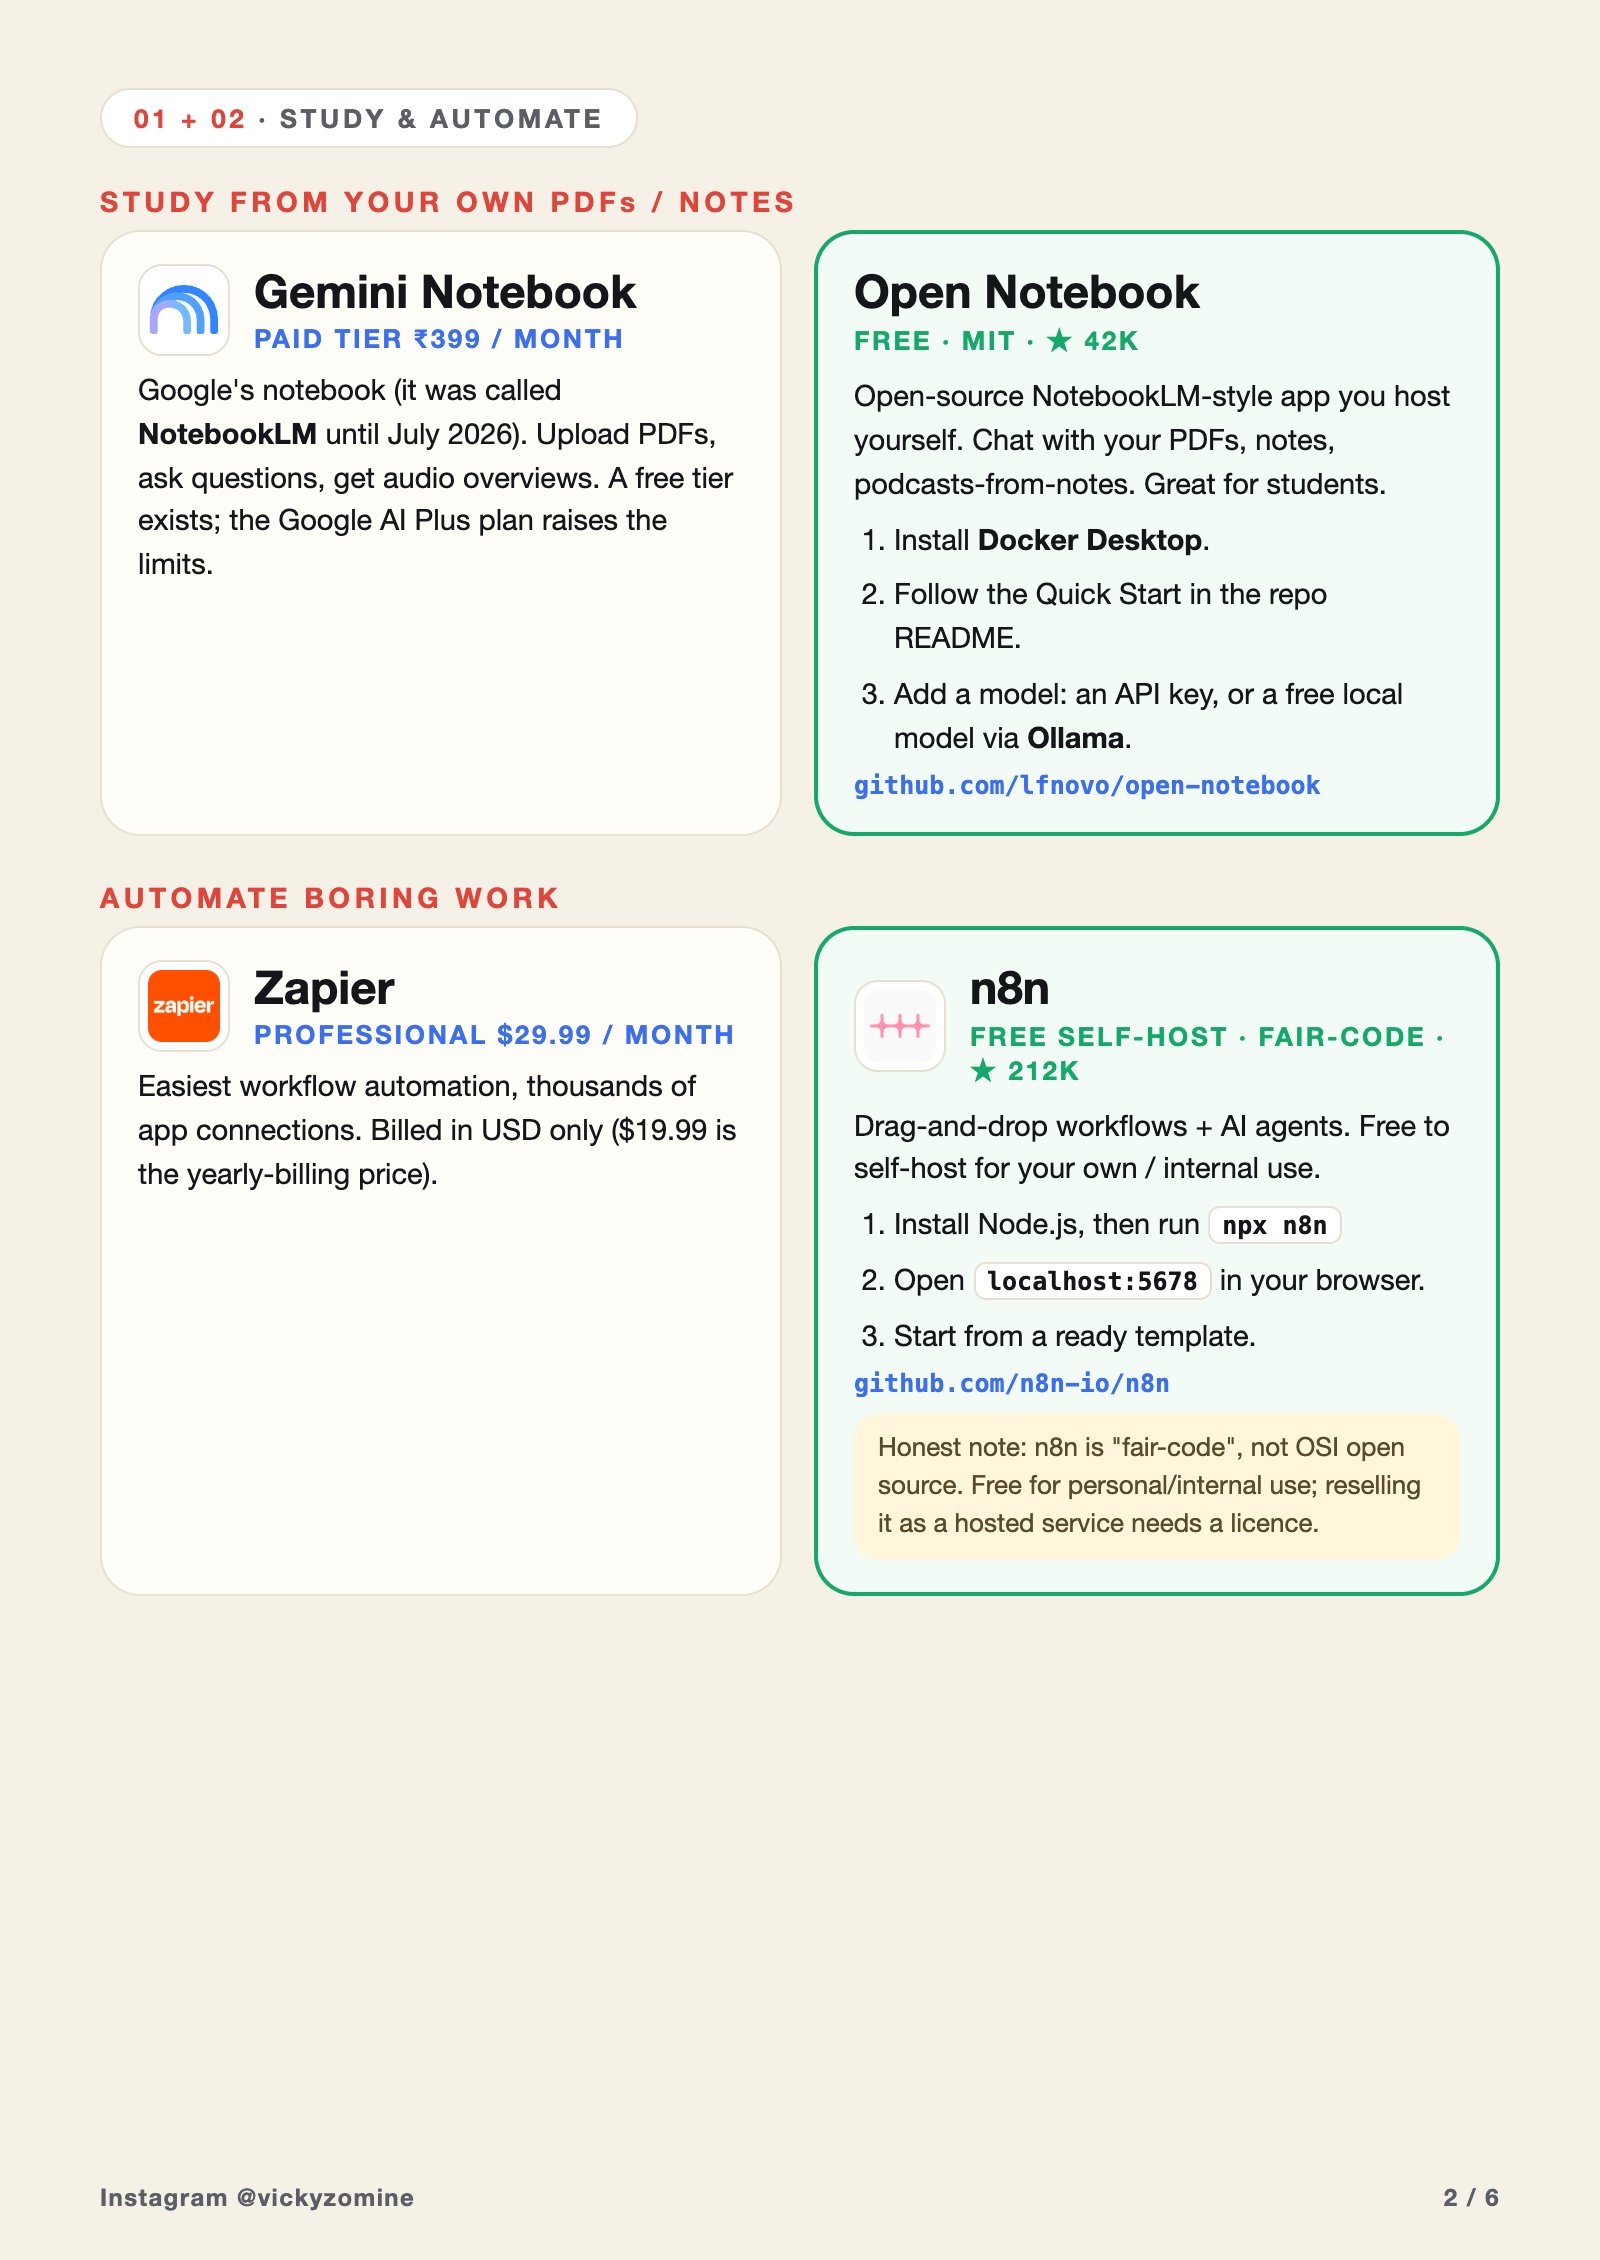 01 + 02 · STUDY & AUTOMATE
STUDY FROM YOUR OWN PDFs / NOTES
Gemini Notebook
PAID TIER ₹399 / MONTH
Google's notebook (it was called
NotebookLM until July 2026). Upload PDFs,
ask questions, get audio overviews. A free tier
exists; the Google AI Plus plan raises the
limits.
Open Notebook
FREE · MIT · ★ 42K
Open-source NotebookLM-style app you host
yourself. Chat with your PDFs, notes,
podcasts-from-notes. Great for students.
1. Install Docker Desktop.
2. Follow the Quick Start in the repo
README.
3. Add a model: an API key, or a free local
model via Ollama.
github.com/lfnovo/open-notebook
AUTOMATE BORING WORK
zapier
Zapier
PROFESSIONAL $29.99 / MONTH
Easiest workflow automation, thousands of
app connections. Billed in USD only ($19.99 is
the yearly-billing price).
n8n
FREE SELF-HOST · FAIR-CODE ·
★ 212K
Drag-and-drop workflows + AI agents. Free to
self-host for your own / internal use.
1. Install Node.js, then run npx n8n
2. Open localhost:5678 in your browser.
3. Start from a ready template.
github.com/n8n-io/n8n
Honest note: n8n is "fair-code", not OSI open
source. Free for personal/internal use; reselling
it as a hosted service needs a licence.
Instagram @vickyzomine
2 / 6